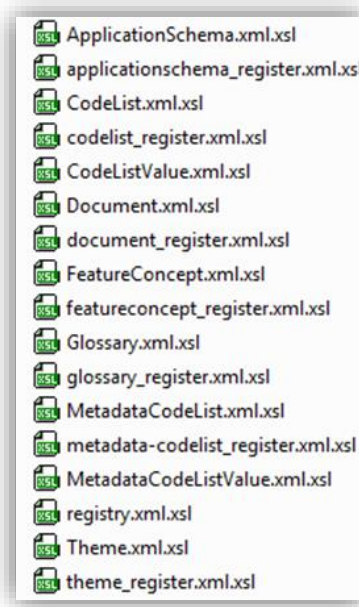 ApplicationSchema.xml.xsl
applicationschema_register.xml.xsl
CodeList.xml.xsl
codelist_register.xml.xsl
CodeListValue.xml.xsl
Document.xml.xsl
document_register.xml.xsl
FeatureConcept.xml.xsl
featureconcept_register.xml.xsl
Glossary.xml.xsl
glossary_register.xml.xsl
MetadataCodeList.xml.xsl
metadata-codelist_register.xml.xsl
MetadataCodeListValue.xml.xsl
registry.xml.xsl
Theme.xml.xsl
theme_register.xml.xsl